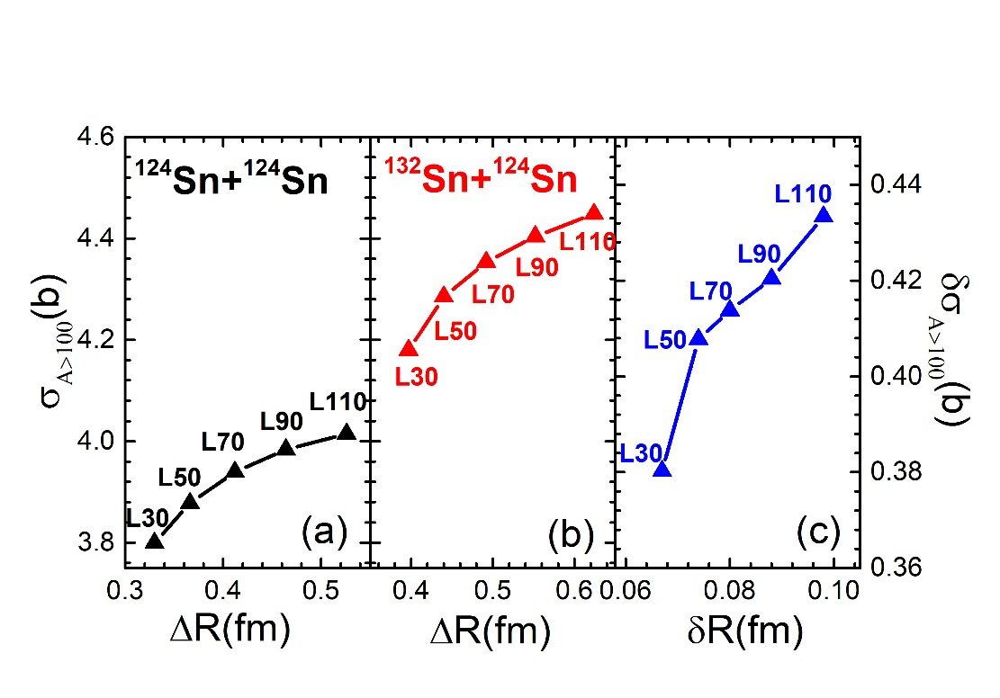 ¹²⁴Sn+¹²⁴Sn
¹³²Sn+¹²⁴Sn
4.6
4.4
4.2
4.0
3.8
σ_A>100(b)
L30
L50
L70
L90
L110
(a)
0.3
0.4
0.5
ΔR(fm)
L30
L50
L70
L90
L110
(b)
0.4
0.5
0.6
ΔR(fm)
L30
L50
L70
L90
L110
(c)
0.06
0.08
0.10
δR(fm)
0.44
0.42
0.40
0.38
0.36
δσ_A>100(b)